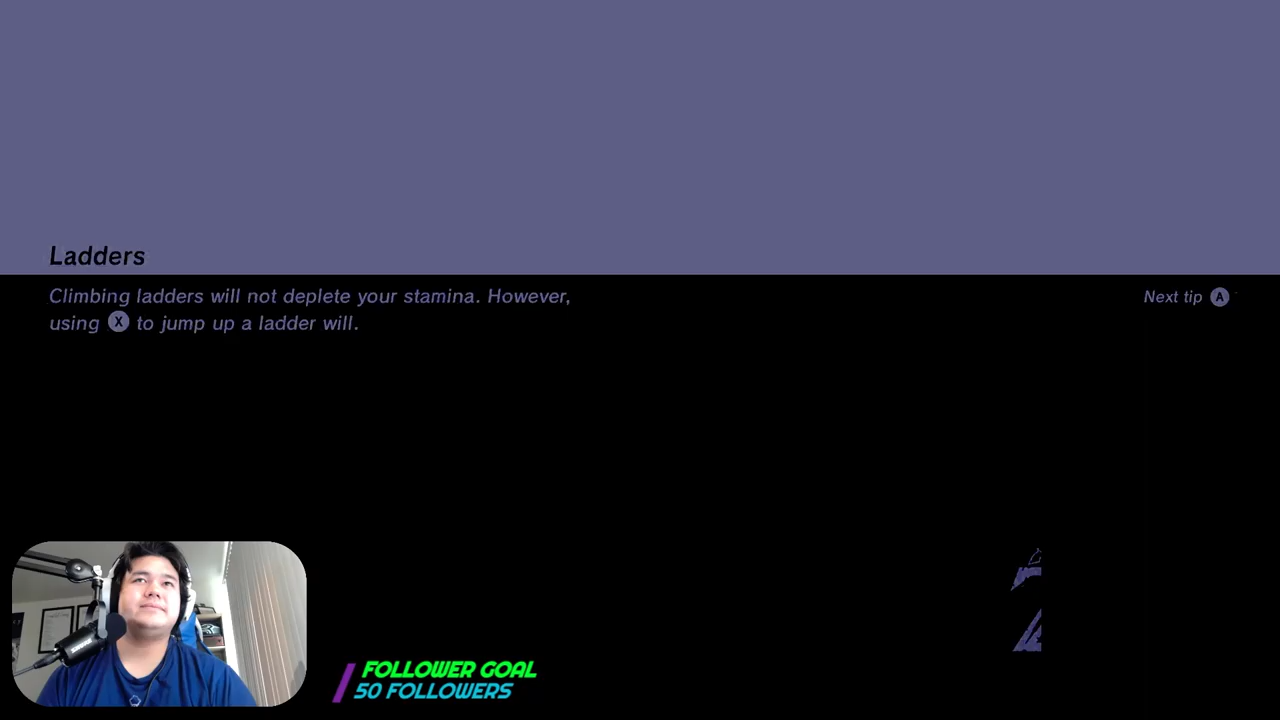 Ladders
Climbing ladders will not deplete your stamina. However,
using X to jump up a ladder will.
Next tip A
FOLLOWER GOAL
50 FOLLOWERS